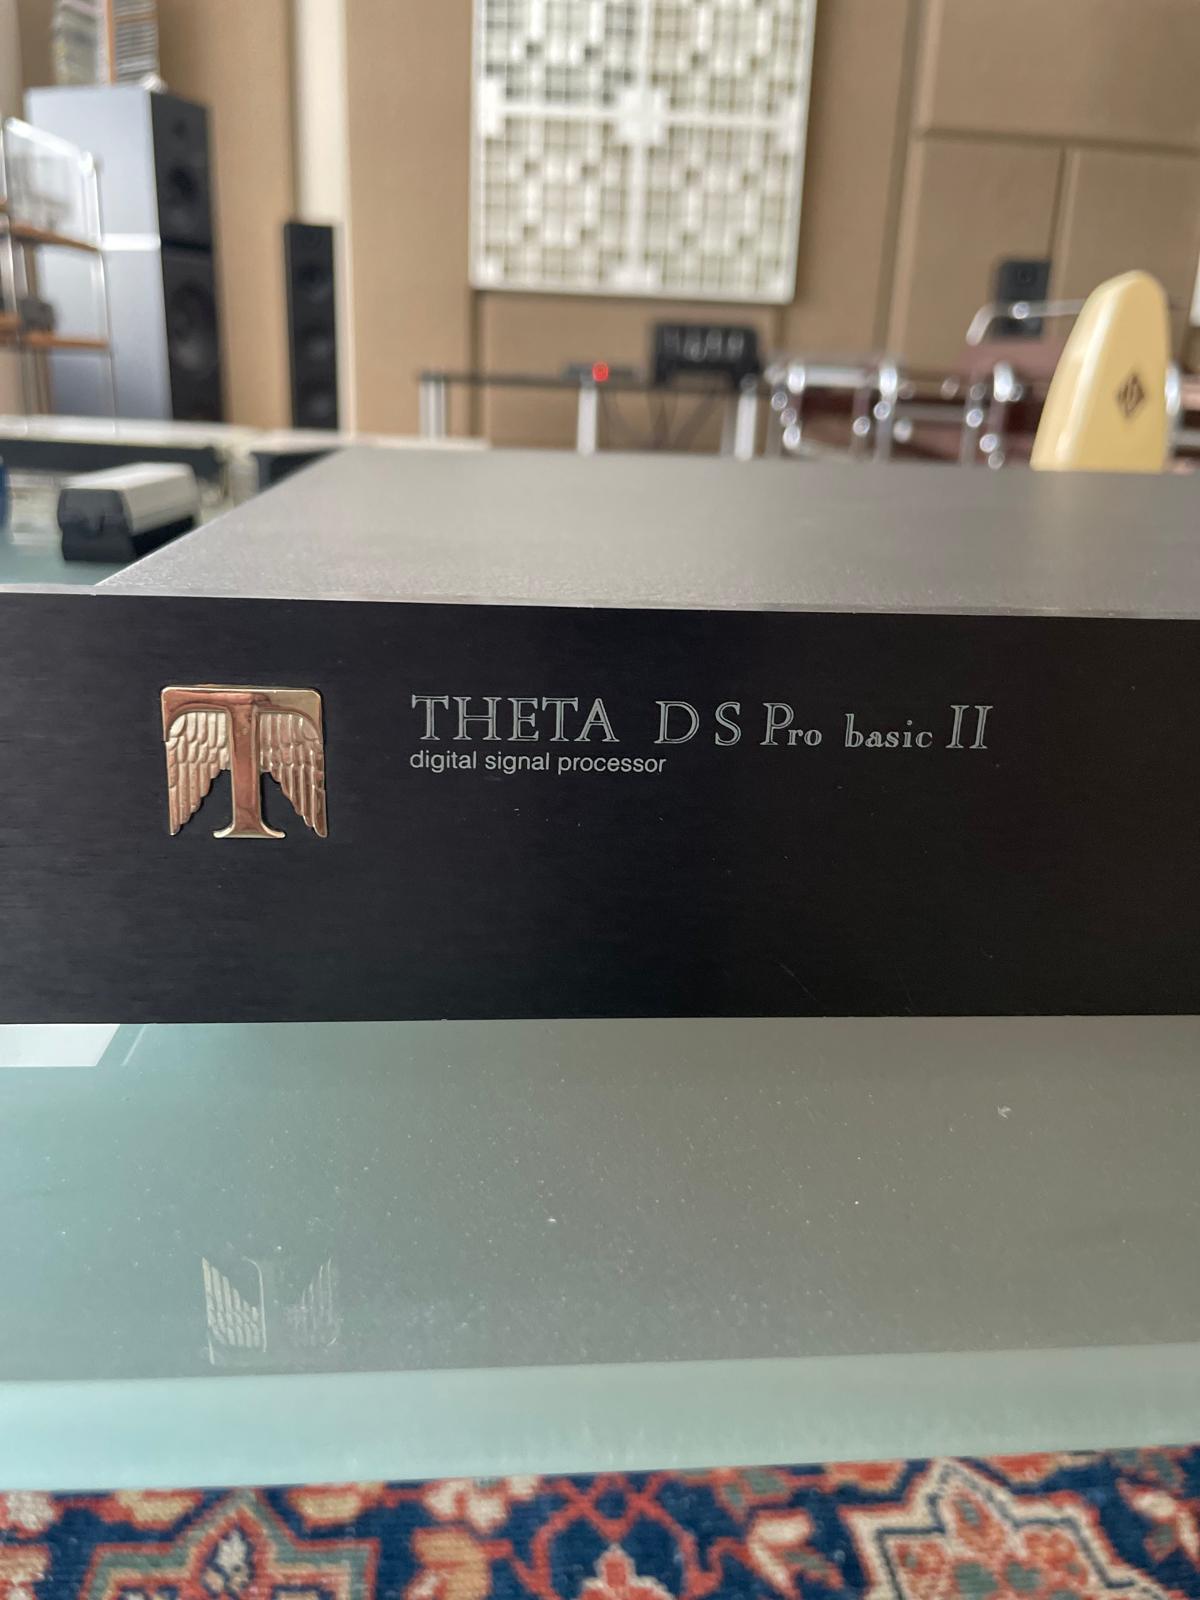 THETA DS Pro basic II
digital signal processor